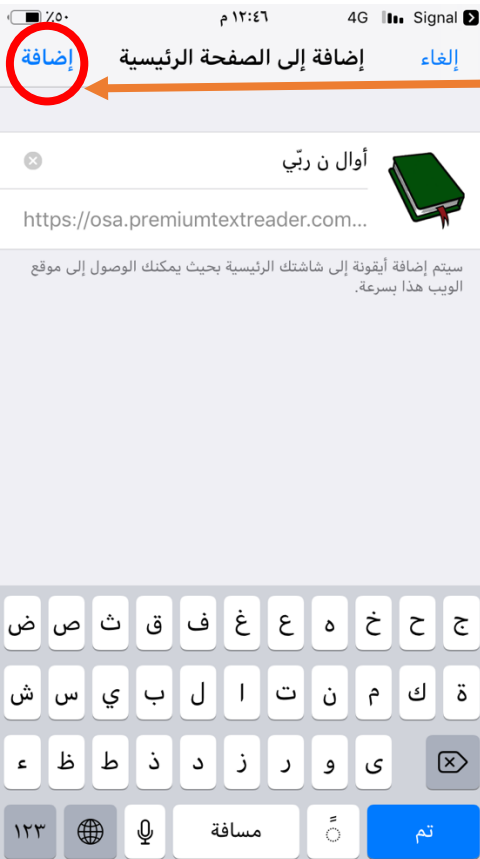 Signal 4G ١٢:٤٦ م ٪٥٠
إلغاء إضافة إلى الصفحة الرئيسية إضافة
أوال ن ربّي
https://osa.premiumtextreader.com...
سيتم إضافة أيقونة إلى شاشتك الرئيسية بحيث يمكنك الوصول إلى موقع
الويب هذا بسرعة.
ج ح خ ه ع غ ف ق ث ص ض
ة ك م ن ت ا ل ب ي س ش
ى و ر ز د ذ ط ظ ء
تم مسافة ١٢٣